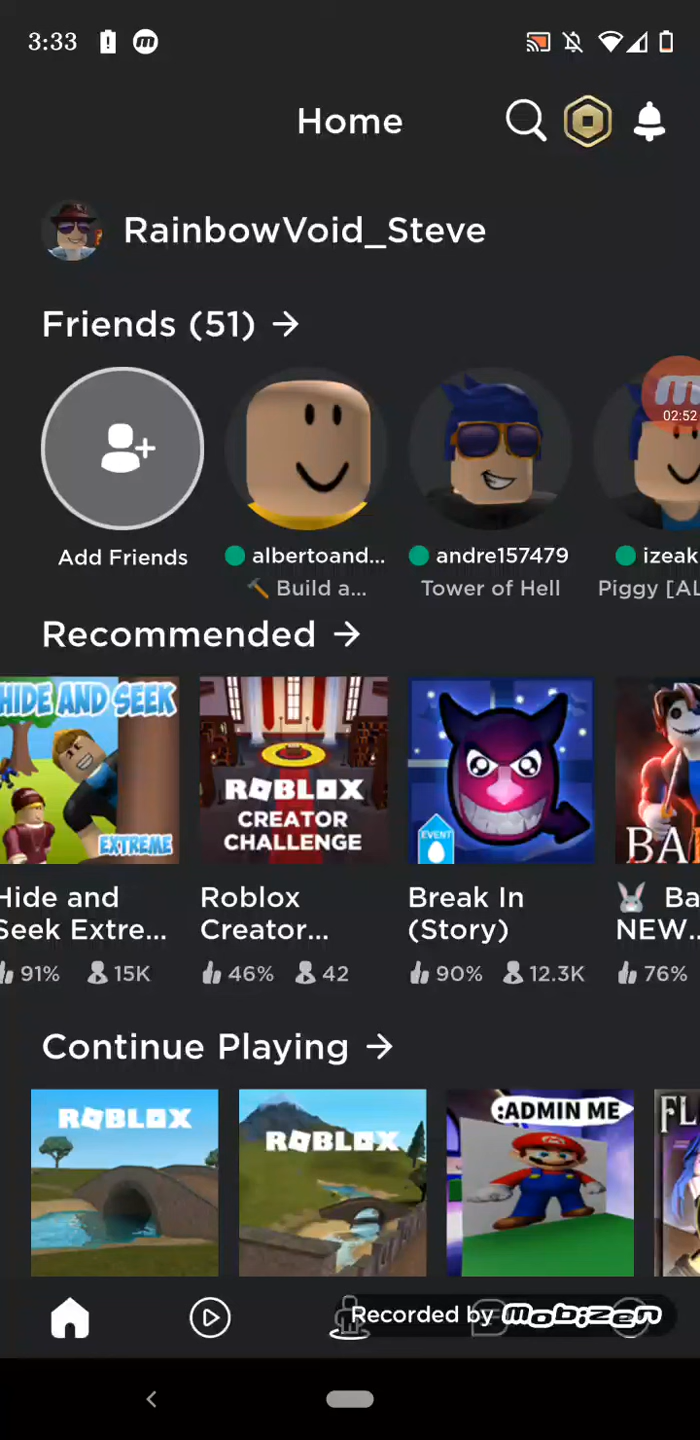 3:33
Home
RainbowVoid_Steve
Friends (51) →
02:52
Add Friends
albertoand...
andre157479
izeak
Build a...
Tower of Hell
Piggy [AL
Recommended →
HIDE AND SEEK
EXTREME
ROBLOX
CREATOR
CHALLENGE
EVENT
BA
Hide and
Seek Extre...
Roblox
Creator...
Break In
(Story)
Ba
NEW...
91% 15K
46% 42
90% 12.3K
76%
Continue Playing →
ROBLOX
ROBLOX
:ADMIN ME
FL
Recorded by mobizen